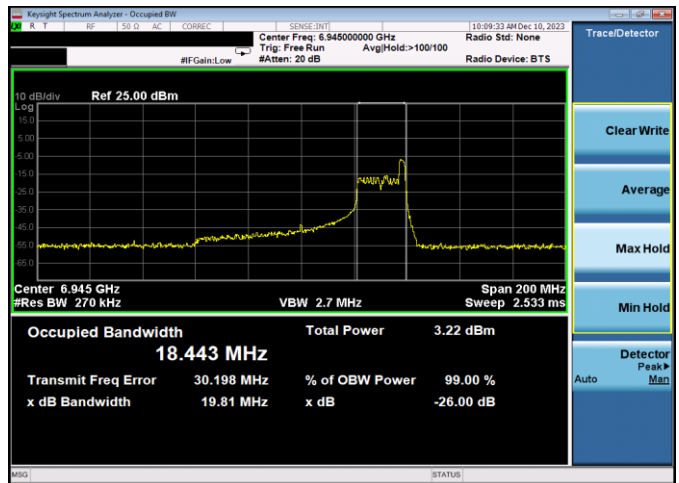 Keysight Spectrum Analyzer - Occupied BW
LXI R T RF 50 Ω AC CORREC SENSE:INT 10:09:33 AM Dec 10, 2023
Center Freq: 6.945000000 GHz Radio Std: None
Trig: Free Run Avg|Hold:>100/100
#IFGain:Low #Atten: 20 dB Radio Device: BTS
Trace/Detector
10 dB/div Ref 25.00 dBm
Log
15.0
5.00
-5.00
-15.0
-25.0
-35.0
-45.0
-55.0
-65.0
Center 6.945 GHz Span 200 MHz
#Res BW 270 kHz VBW 2.7 MHz Sweep 2.533 ms
Occupied Bandwidth Total Power 3.22 dBm
18.443 MHz
Transmit Freq Error 30.198 MHz % of OBW Power 99.00 %
x dB Bandwidth 19.81 MHz x dB -26.00 dB
Clear Write
Average
Max Hold
Min Hold
Detector
Peak▶
Auto Man
MSG STATUS